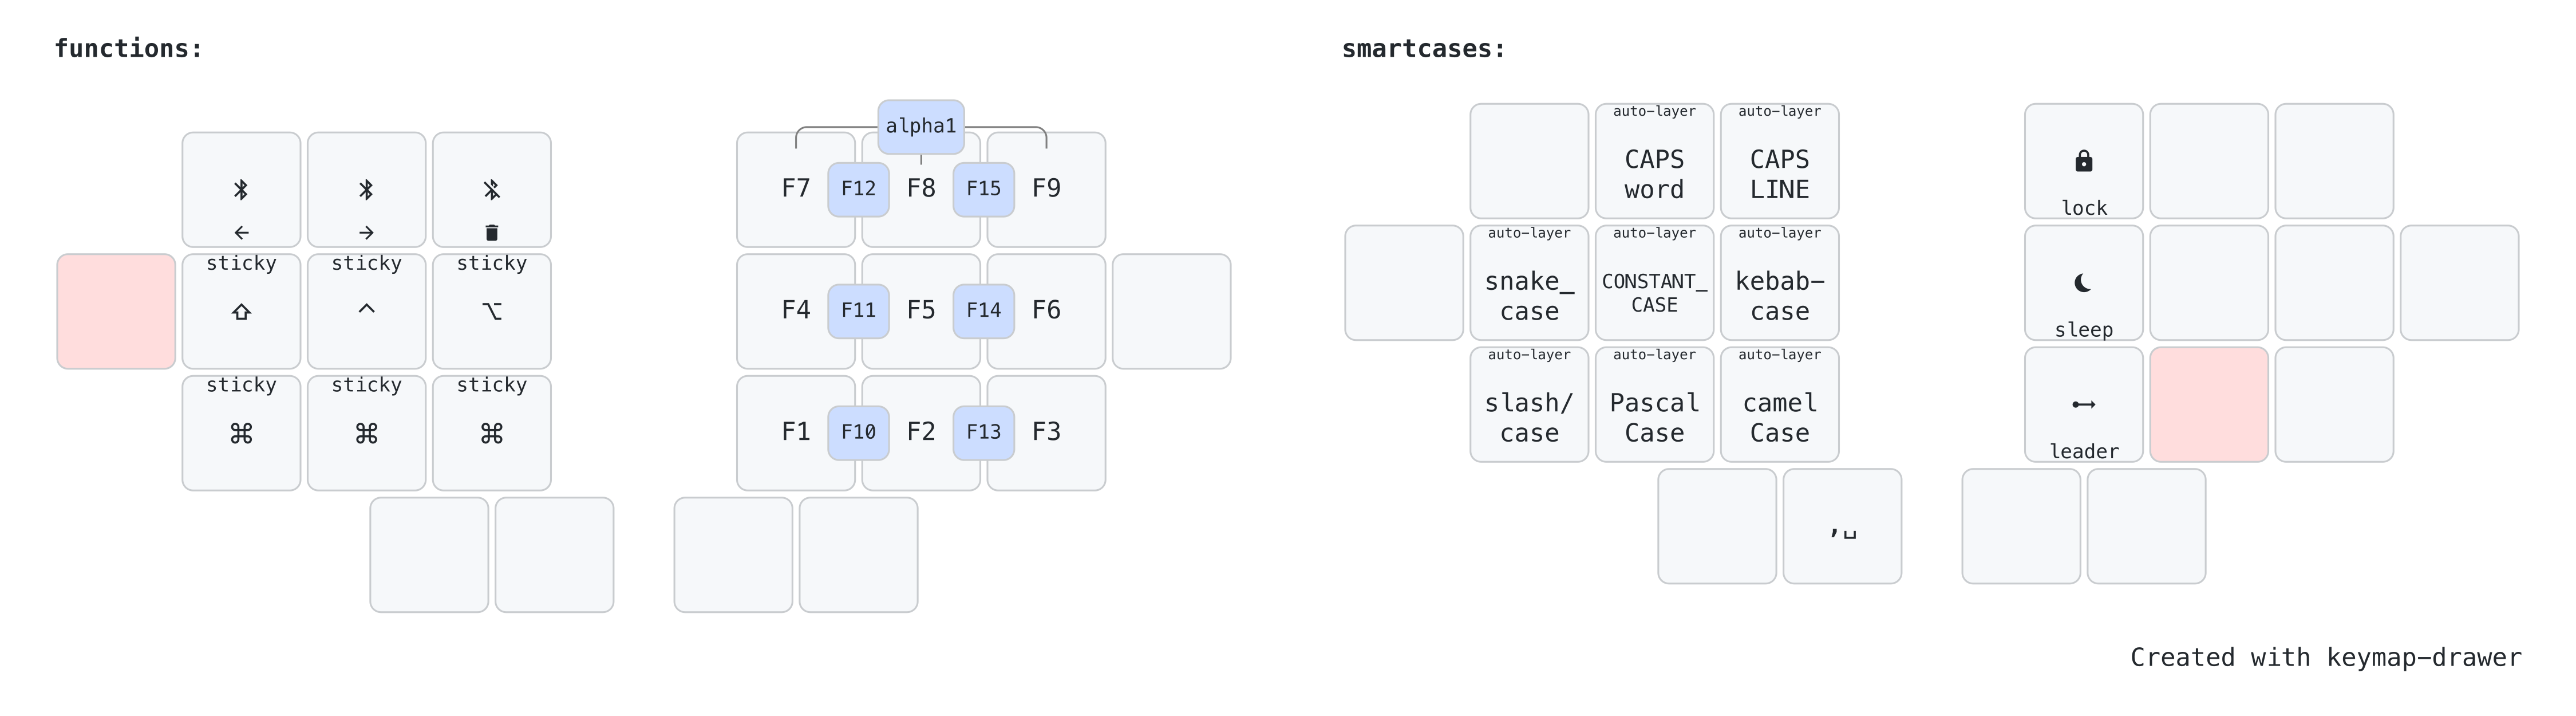 functions:
smartcases:
alpha1
F7 F12 F8 F15 F9
sticky sticky sticky
⇧ ^ ⌥
F4 F11 F5 F14 F6
sticky sticky sticky
⌘ ⌘ ⌘
F1 F10 F2 F13 F3
auto-layer auto-layer
CAPS CAPS
word LINE
lock
auto-layer auto-layer auto-layer
snake_ CONSTANT_ kebab-
case CASE case
sleep
auto-layer auto-layer auto-layer
slash/ Pascal camel
case Case Case
leader
,␣
Created with keymap-drawer